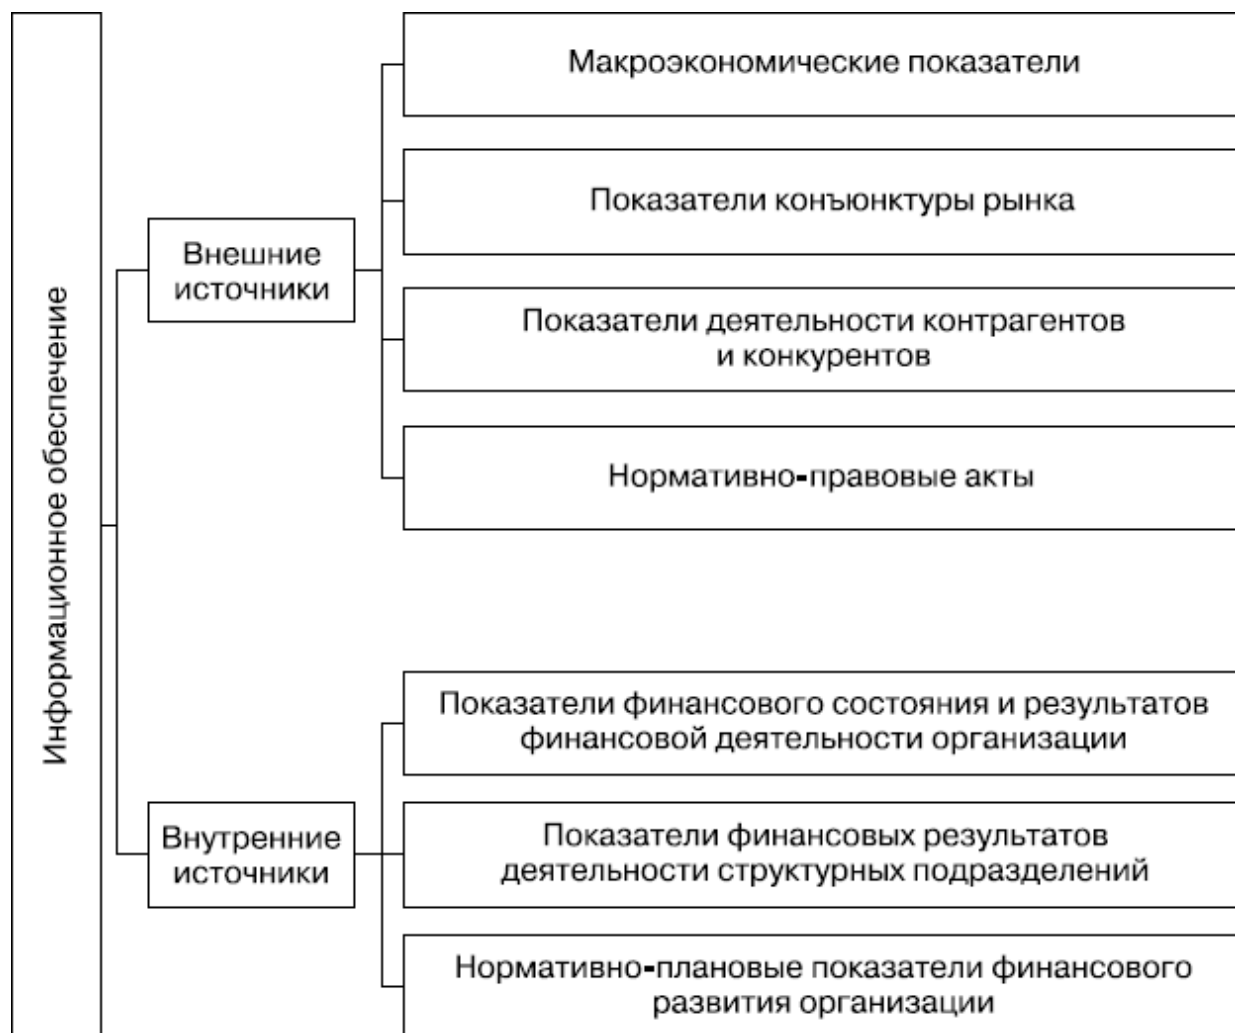 Информационное обеспечение
Внешние
источники
Макроэкономические показатели
Показатели конъюнктуры рынка
Показатели деятельности контрагентов
и конкурентов
Нормативно-правовые акты
Внутренние
источники
Показатели финансового состояния и результатов
финансовой деятельности организации
Показатели финансовых результатов
деятельности структурных подразделений
Нормативно-плановые показатели финансового
развития организации